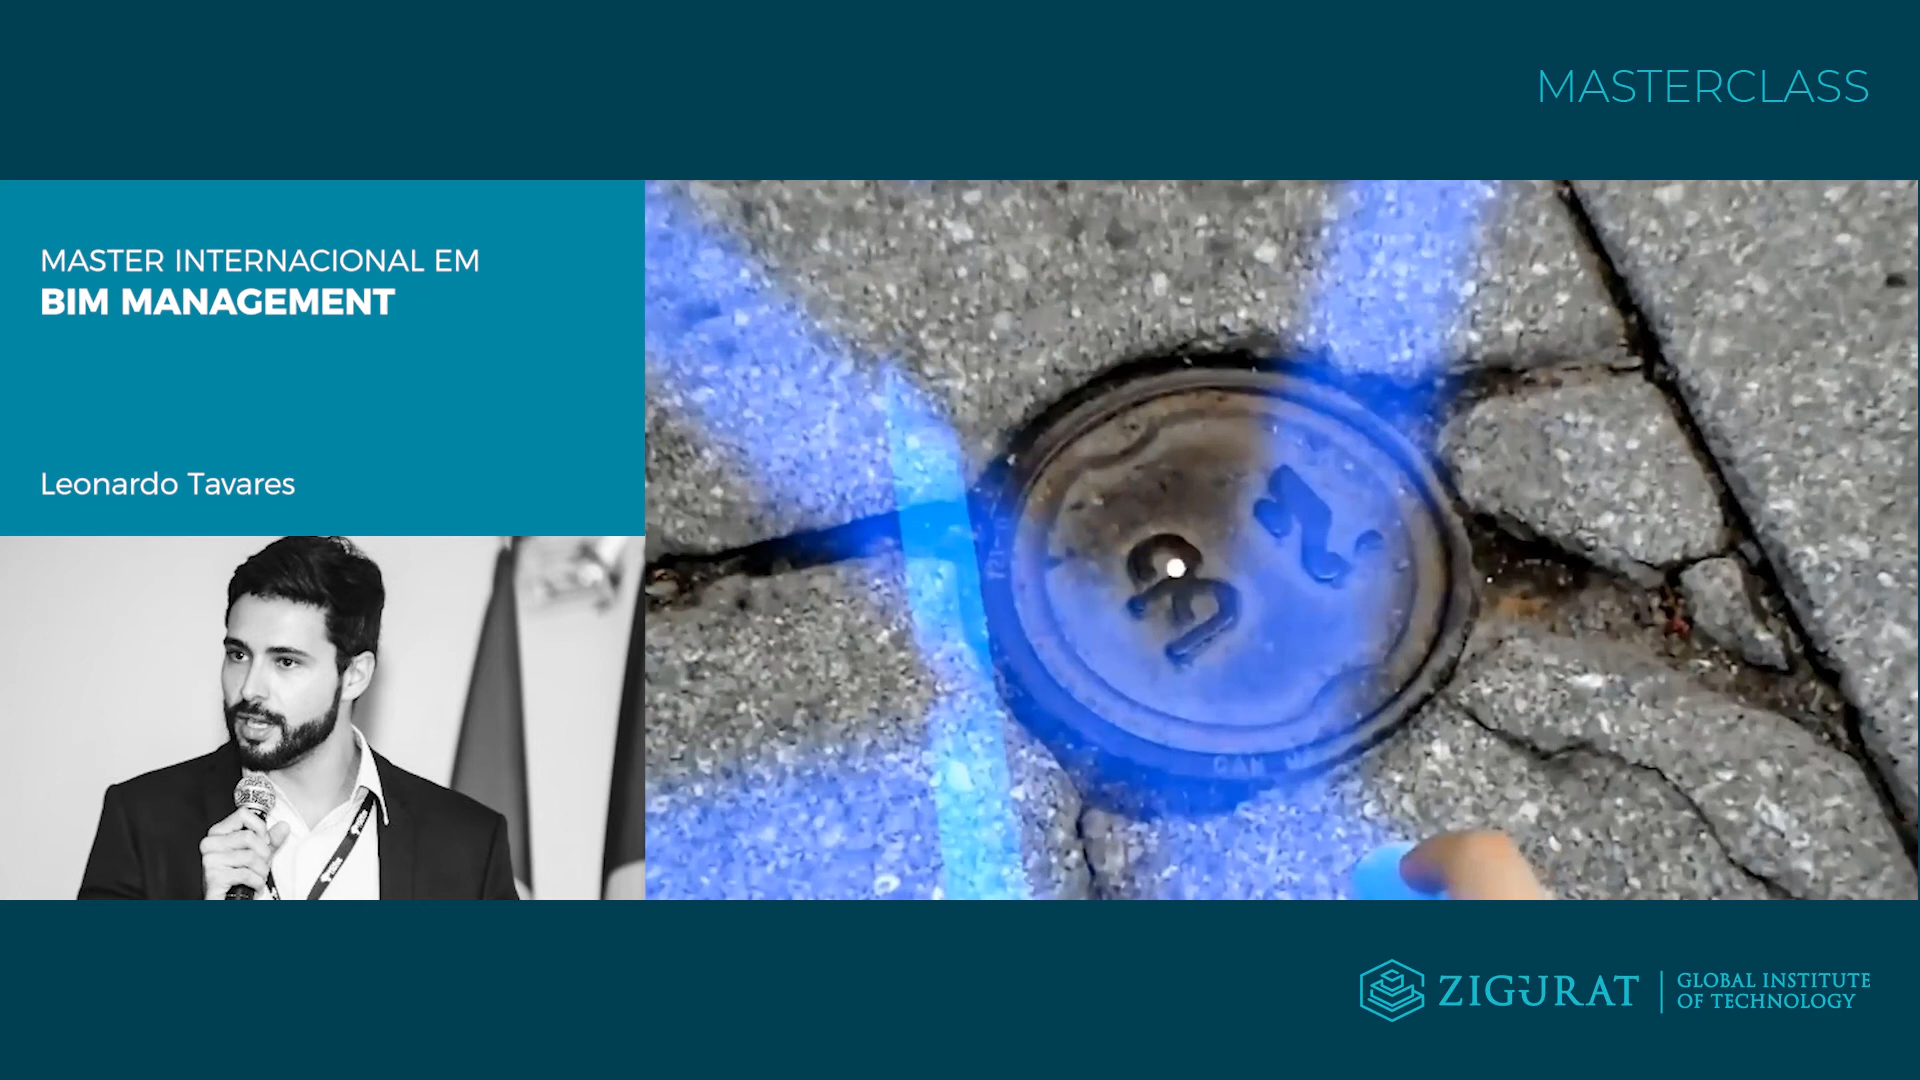 MASTERCLASS
MASTER INTERNACIONAL EM
BIM MANAGEMENT
Leonardo Tavares
ZIGURAT
GLOBAL INSTITUTE
OF TECHNOLOGY